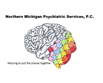 Northern Michigan Psychiatric Services, P.C.
Helping to put the pieces together.